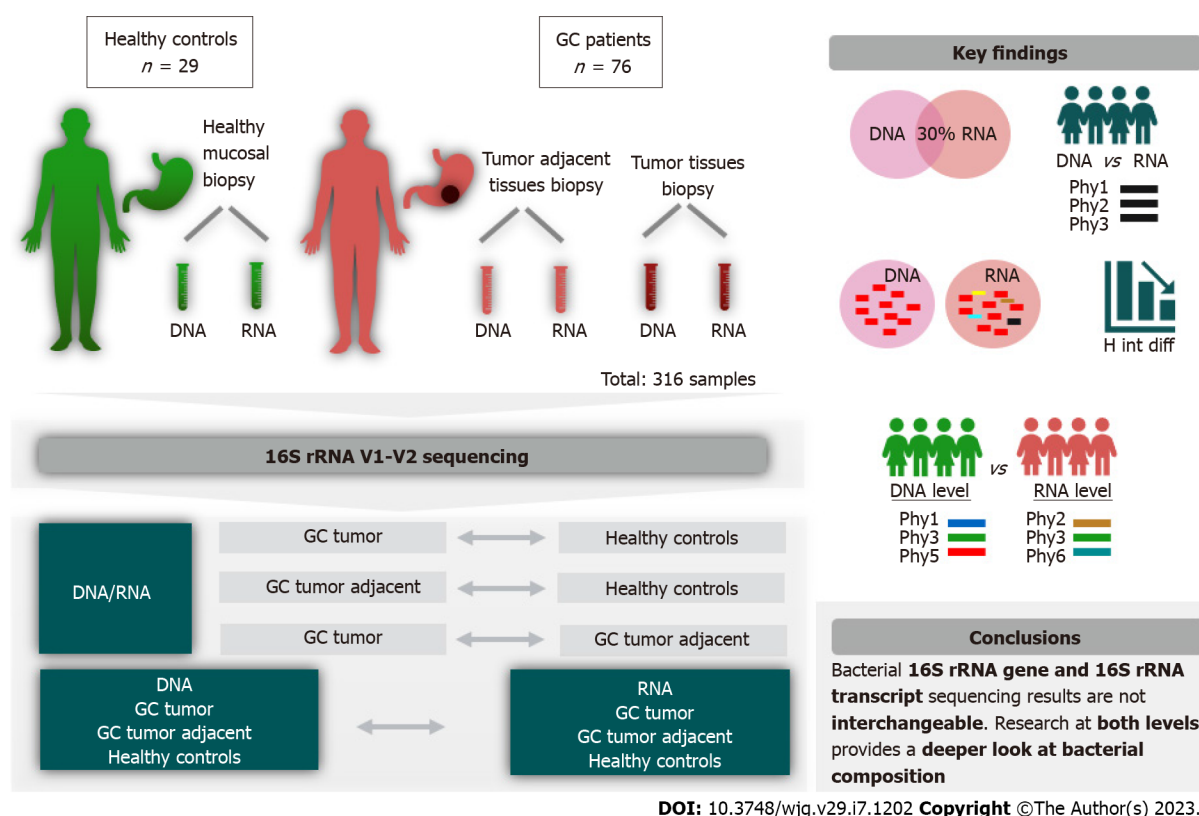 Healthy controls
n = 29
GC patients
n = 76
Healthy
mucosal
biopsy
DNA
RNA
Tumor adjacent
tissues biopsy
Tumor tissues
biopsy
DNA
RNA
DNA
RNA
Total: 316 samples
16S rRNA V1-V2 sequencing
DNA/RNA
GC tumor
Healthy controls
GC tumor adjacent
Healthy controls
GC tumor
GC tumor adjacent
DNA
GC tumor
GC tumor adjacent
Healthy controls
RNA
GC tumor
GC tumor adjacent
Healthy controls
Key findings
DNA 30% RNA
DNA vs RNA
Phy1
Phy2
Phy3
DNA
RNA
H int diff
vs
DNA level
Phy1
Phy3
Phy5
RNA level
Phy2
Phy3
Phy6
Conclusions
Bacterial 16S rRNA gene and 16S rRNA
transcript sequencing results are not
interchangeable. Research at both levels
provides a deeper look at bacterial
composition
DOI: 10.3748/wjg.v29.i7.1202 Copyright ©The Author(s) 2023.